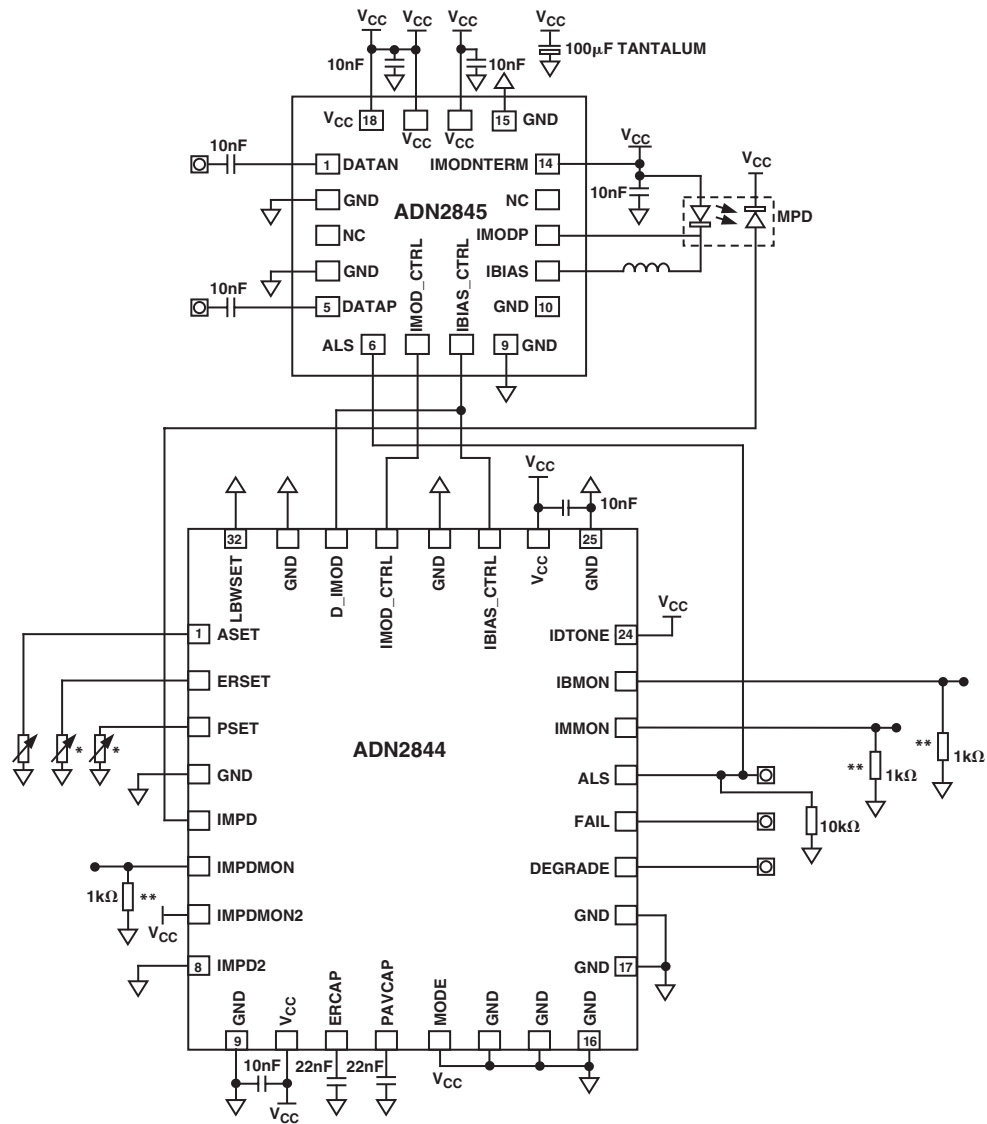 VCC VCC VCC VCC
100µF TANTALUM
10nF 10nF
VCC 18 VCC VCC 15 GND
10nF
1 DATAN
GND
NC
GND
10nF
5 DATAP
ADN2845
IMODNTERM 14
NC
IMODP
IBIAS
GND 10
VCC
10nF
VCC
MPD
ALS 6
IMOD_CTRL
IBIAS_CTRL
9 GND
VCC
10nF
32 LBWSET
GND
D_IMOD
IMOD_CTRL
GND
IBIAS_CTRL
VCC
25 GND
1 ASET
ERSET
PSET
* *
GND
IMPD
IMPDMON
1kΩ **
IMPDMON2
VCC
8 IMPD2
ADN2844
IDTONE 24
VCC
IBMON
IMMON
** 1kΩ
** 1kΩ
ALS
10kΩ
FAIL
DEGRADE
GND
GND 17
GND 9
VCC
ERCAP
PAVCAP
MODE
GND
GND
GND 16
10nF 22nF 22nF
VCC
VCC